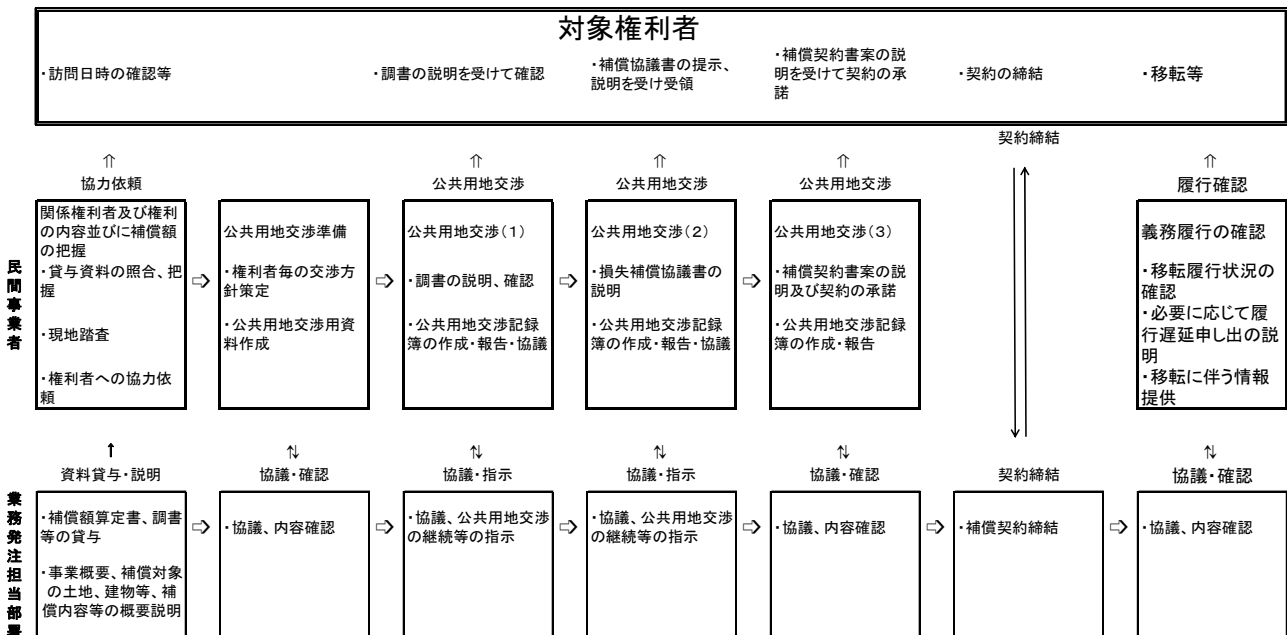 対象権利者
・訪問日時の確認等
・調書の説明を受けて確認
・補償協議書の提示、
説明を受け受領
・補償契約書案の説
明を受けて契約の承
諾
・契約の締結
・移転等
契約締結
⇑
協力依頼
⇑
公共用地交渉
⇑
公共用地交渉
⇑
公共用地交渉
⇑
履行確認
民間事業者
関係権利者及び権利
の内容並びに補償額
の把握
・貸与資料の照合、把
握
・現地踏査
・権利者への協力依
頼
⇨
公共用地交渉準備
・権利者毎の交渉方
針策定
・公共用地交渉用資
料作成
⇨
公共用地交渉(1)
・調書の説明、確認
・公共用地交渉記録
簿の作成・報告・協議
⇨
公共用地交渉(2)
・損失補償協議書の
説明
・公共用地交渉記録
簿の作成・報告・協議
⇨
公共用地交渉(3)
・補償契約書案の説
明及び契約の承諾
・公共用地交渉記録
簿の作成・報告
義務履行の確認
・移転履行状況の
確認
・必要に応じて履
行遅延申し出の説
明
・移転に伴う情報
提供
↑
資料貸与・説明
⇅
協議・確認
⇅
協議・指示
⇅
協議・指示
⇅
協議・確認
契約締結
⇅
協議・確認
業務発注担当部署
・補償額算定書、調書
等の貸与
・事業概要、補償対象
の土地、建物等、補
償内容等の概要説明
⇨
・協議、内容確認
⇨
・協議、公共用地交渉
の継続等の指示
⇨
・協議、公共用地交渉
の継続等の指示
⇨
・協議、内容確認
⇨
・補償契約締結
⇨
・協議、内容確認